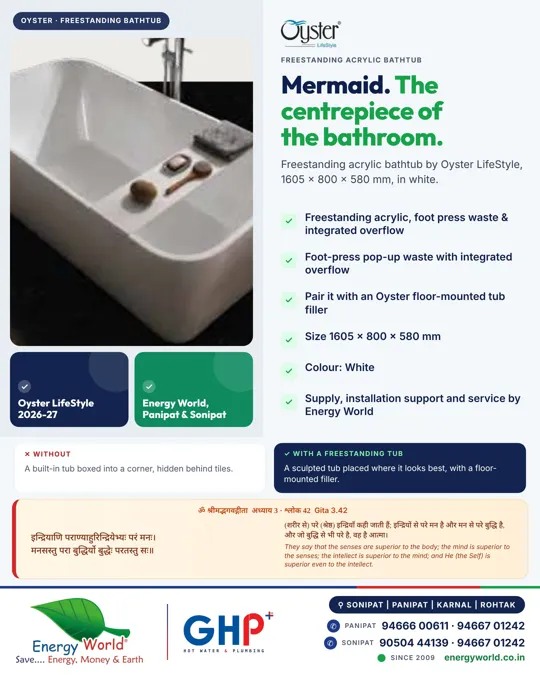 OYSTER · FREESTANDING BATHTUB
Oyster®
LifeStyle
FREESTANDING ACRYLIC BATHTUB
Mermaid. The
centrepiece of
the bathroom.
Freestanding acrylic bathtub by Oyster LifeStyle,
1605 × 800 × 580 mm, in white.
Freestanding acrylic, foot press waste &
integrated overflow
Foot-press pop-up waste with integrated
overflow
Pair it with an Oyster floor-mounted tub
filler
Size 1605 × 800 × 580 mm
Colour: White
Supply, installation support and service by
Energy World
Oyster LifeStyle
2026-27
Energy World,
Panipat & Sonipat
× WITHOUT
A built-in tub boxed into a corner, hidden behind tiles.
✓ WITH A FREESTANDING TUB
A sculpted tub placed where it looks best, with a floor-
mounted filler.
ॐ श्रीमद्भगवद्गीता अध्याय 3 · श्लोक 42 Gita 3.42
इन्द्रियाणि पराण्याहुरिन्द्रियेभ्यः परं मनः।
मनसस्तु परा बुद्धिर्यो बुद्धेः परतस्तु सः॥
(शरीर से) परे (श्रेष्ठ) इन्द्रियाँ कही जाती हैं; इन्द्रियों से परे मन है और मन से परे बुद्धि है,
और जो बुद्धि से भी परे है, वह है आत्मा।
They say that the senses are superior to the body; the mind is superior to
the senses; the intellect is superior to the mind; and He (the Self) is
superior even to the intellect.
Energy World
Save.... Energy, Money & Earth
GHP+
HOT WATER & PLUMBING
SONIPAT | PANIPAT | KARNAL | ROHTAK
PANIPAT 94666 00611 · 94667 01242
SONIPAT 90504 44139 · 94667 01242
SINCE 2009 energyworld.co.in